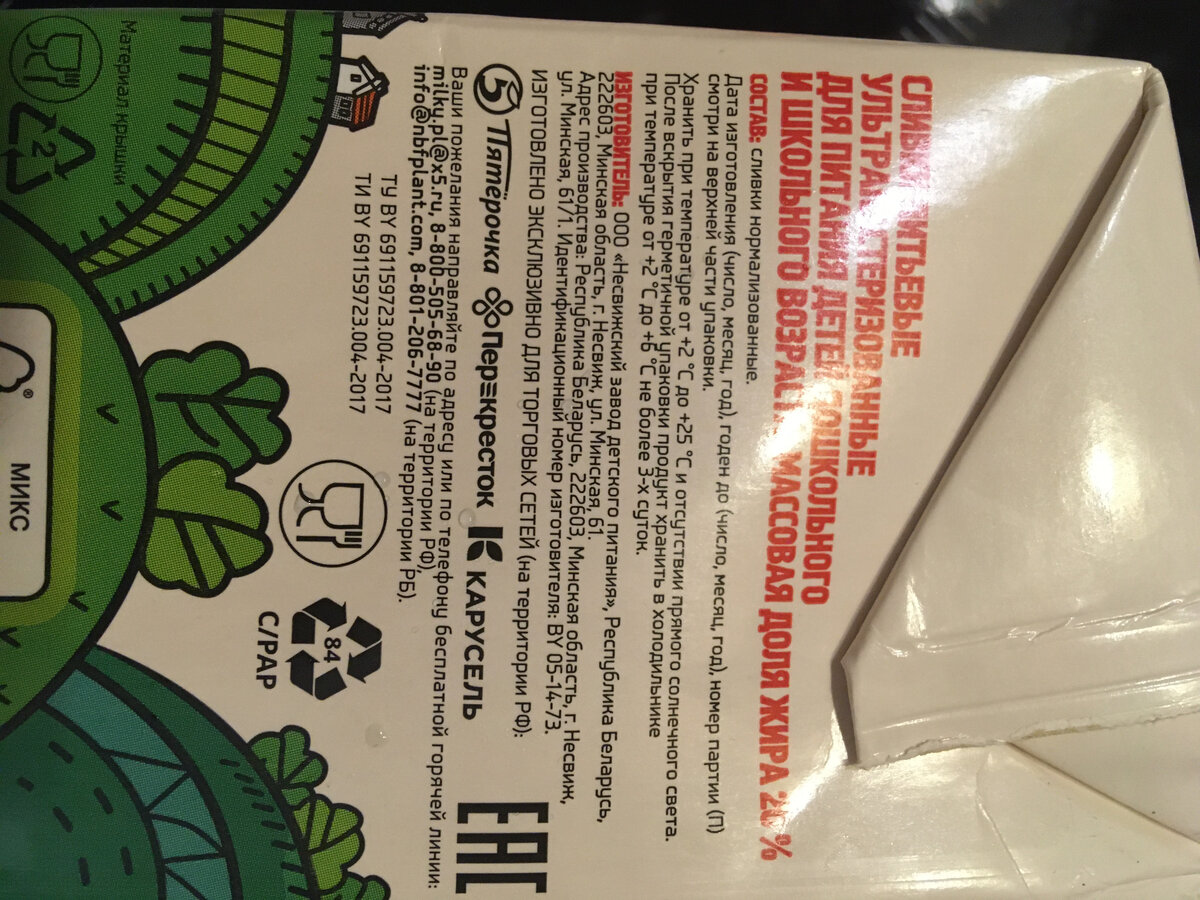 СЛИВКИ ПИТЬЕВЫЕ
УЛЬТРАПАСТЕРИЗОВАННЫЕ
ДЛЯ ПИТАНИЯ ДЕТЕЙ ДОШКОЛЬНОГО
И ШКОЛЬНОГО ВОЗРАСТА МАССОВАЯ ДОЛЯ ЖИРА
СОСТАВ: сливки нормализованные.
Дата изготовления (число, месяц, год), годен до (число, месяц, год), номер партии (П)
смотри на верхней части упаковки.
Хранить при температуре от +2 °С до +25 °С и отсутствии прямого солнечного света.
После вскрытия герметичной упаковки продукт хранить в холодильнике
при температуре от +2 °С до +6 °С не более 3-х суток.
ИЗГОТОВИТЕЛЬ: ООО «Несвижский завод детского питания», Республика Беларусь,
222603, Минская область, г. Несвиж, ул. Минская, 61.
Адрес производства: Республика Беларусь, 222603, Минская область, г. Несвиж,
ул. Минская, 61/1. Идентификационный номер изготовителя: BY 05-14-73.
ИЗГОТОВЛЕНО ЭКСКЛЮЗИВНО ДЛЯ ТОРГОВЫХ СЕТЕЙ (на территории РФ):
5 Пятёрочка Перекресток К КАРУСЕЛЬ
EAC
Ваши пожелания направляйте по адресу или по телефону бесплатной горячей линии:
milky.pl@x5.ru, 8-800-505-68-90 (на территории РФ),
info@nbfplant.com, 8-801-206-7777 (на территории РБ).
ТУ BY 691159723.004-2017
ТИ BY 691159723.004-2017
84
C/PAP
Материал крышки
2
®
МИКС